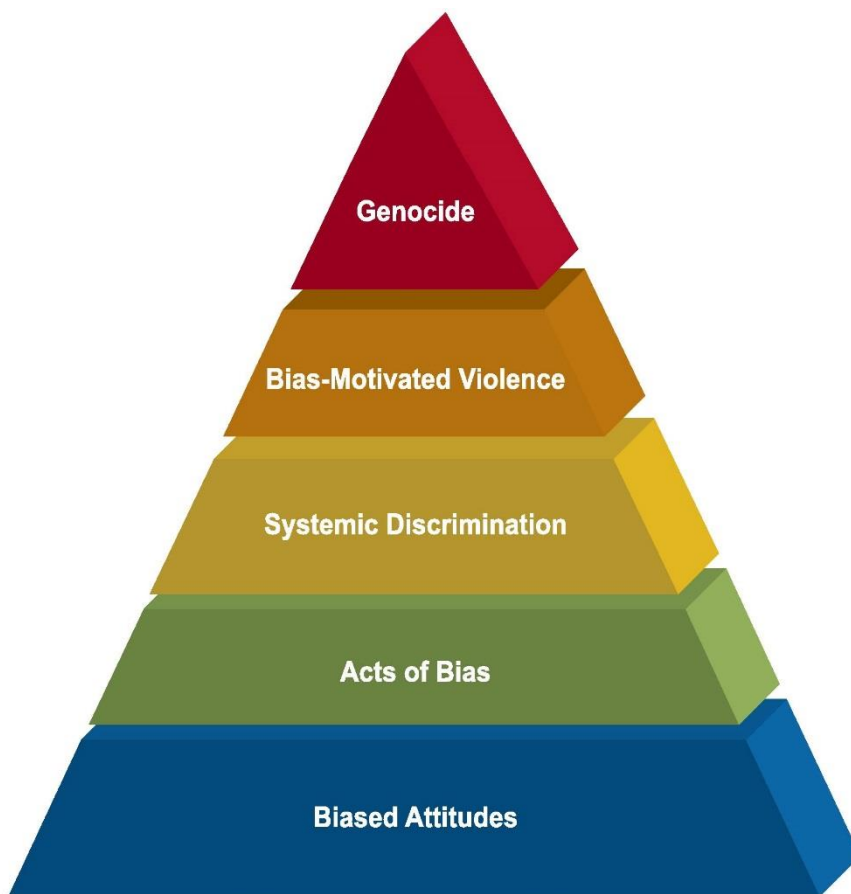 Genocide
Bias-Motivated Violence
Systemic Discrimination
Acts of Bias
Biased Attitudes